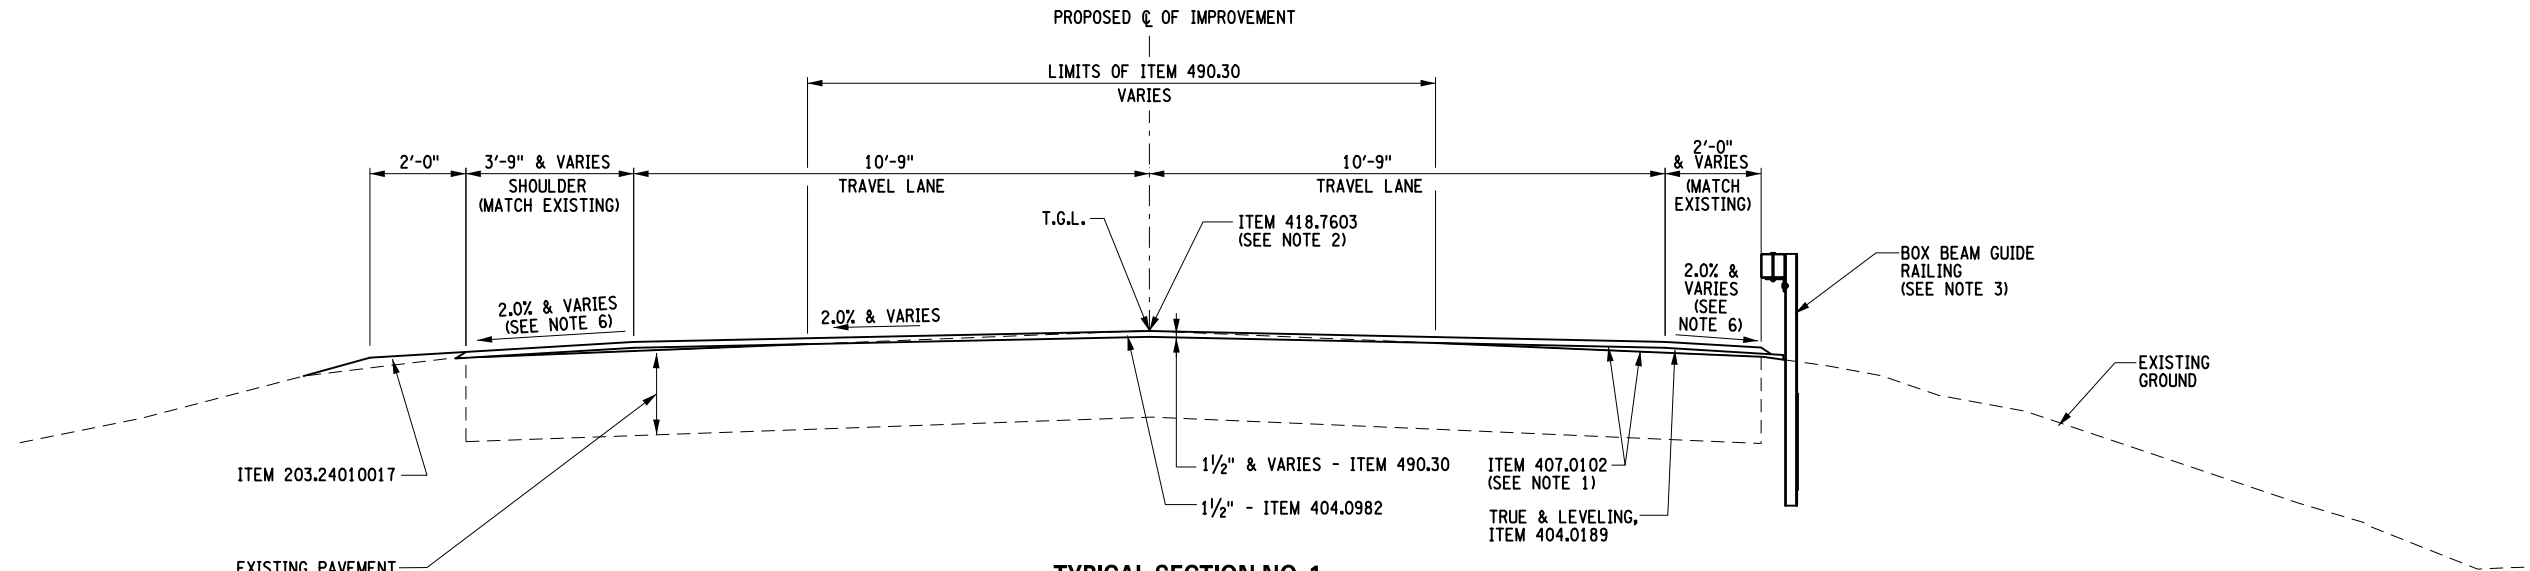 PROPOSED ℄ OF IMPROVEMENT
LIMITS OF ITEM 490.30
VARIES
2'-0"
3'-9" & VARIES
SHOULDER
(MATCH EXISTING)
10'-9"
TRAVEL LANE
10'-9"
TRAVEL LANE
2'-0"
& VARIES
(MATCH
EXISTING)
T.G.L.
ITEM 418.7603
(SEE NOTE 2)
BOX BEAM GUIDE
RAILING
(SEE NOTE 3)
2.0% & VARIES
(SEE NOTE 6)
2.0% & VARIES
2.0% &
VARIES
(SEE
NOTE 6)
EXISTING
GROUND
ITEM 203.24010017
1½" & VARIES - ITEM 490.30
1½" - ITEM 404.0982
ITEM 407.0102
(SEE NOTE 1)
TRUE & LEVELING,
ITEM 404.0189
EXISTING PAVEMENT
TYPICAL SECTION NO. 1